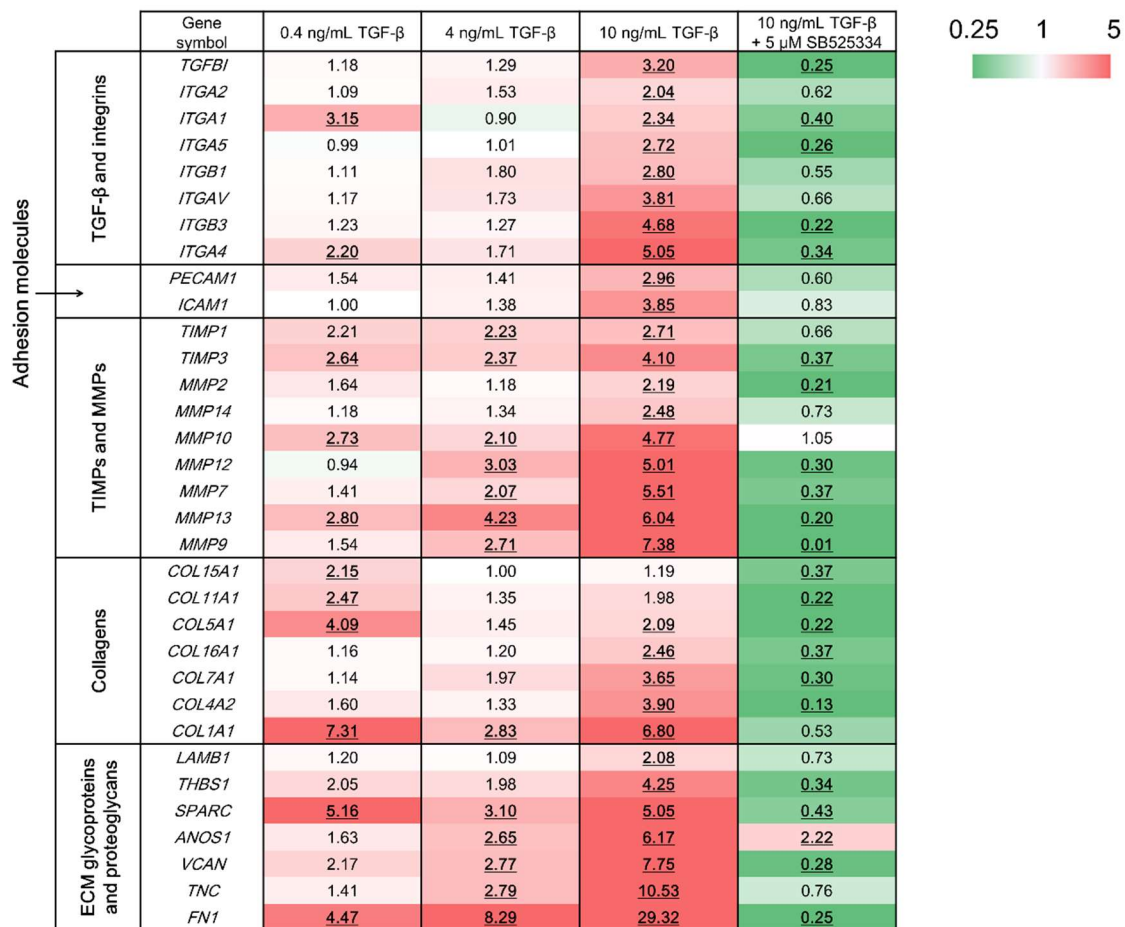 Gene symbol 0.4 ng/mL TGF-β 4 ng/mL TGF-β 10 ng/mL TGF-β 10 ng/mL TGF-β + 5 µM SB525334
0.25 1 5
Adhesion molecules
TGF-β and integrins
TGFBI 1.18 1.29 3.20 0.25
ITGA2 1.09 1.53 2.04 0.62
ITGA1 3.15 0.90 2.34 0.40
ITGA5 0.99 1.01 2.72 0.26
ITGB1 1.11 1.80 2.80 0.55
ITGAV 1.17 1.73 3.81 0.66
ITGB3 1.23 1.27 4.68 0.22
ITGA4 2.20 1.71 5.05 0.34
PECAM1 1.54 1.41 2.96 0.60
ICAM1 1.00 1.38 3.85 0.83
TIMPs and MMPs
TIMP1 2.21 2.23 2.71 0.66
TIMP3 2.64 2.37 4.10 0.37
MMP2 1.64 1.18 2.19 0.21
MMP14 1.18 1.34 2.48 0.73
MMP10 2.73 2.10 4.77 1.05
MMP12 0.94 3.03 5.01 0.30
MMP7 1.41 2.07 5.51 0.37
MMP13 2.80 4.23 6.04 0.20
MMP9 1.54 2.71 7.38 0.01
Collagens
COL15A1 2.15 1.00 1.19 0.37
COL11A1 2.47 1.35 1.98 0.22
COL5A1 4.09 1.45 2.09 0.22
COL16A1 1.16 1.20 2.46 0.37
COL7A1 1.14 1.97 3.65 0.30
COL4A2 1.60 1.33 3.90 0.13
COL1A1 7.31 2.83 6.80 0.53
ECM glycoproteins
and proteoglycans
LAMB1 1.20 1.09 2.08 0.73
THBS1 2.05 1.98 4.25 0.34
SPARC 5.16 3.10 5.05 0.43
ANOS1 1.63 2.65 6.17 2.22
VCAN 2.17 2.77 7.75 0.28
TNC 1.41 2.79 10.53 0.76
FN1 4.47 8.29 29.32 0.25